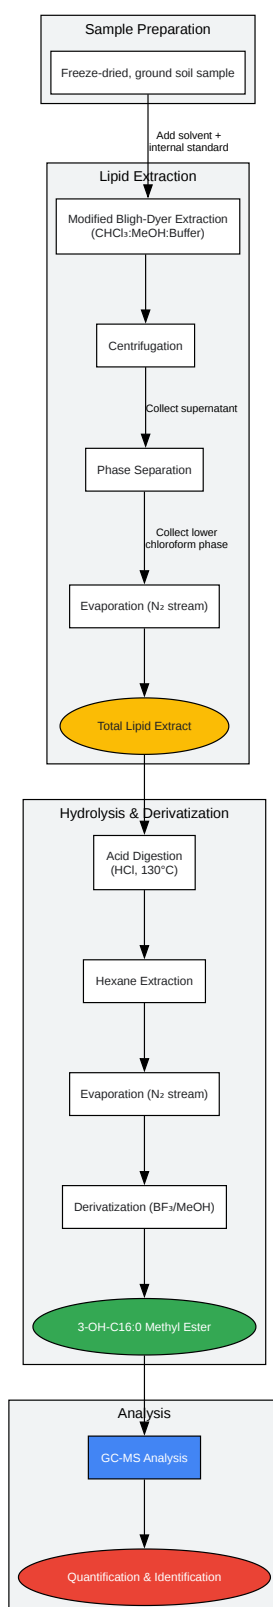 Sample Preparation
Freeze-dried, ground soil sample
Add solvent +
internal standard
Lipid Extraction
Modified Bligh-Dyer Extraction
(CHCl₃:MeOH:Buffer)
Centrifugation
Collect supernatant
Phase Separation
Collect lower
chloroform phase
Evaporation (N₂ stream)
Total Lipid Extract
Hydrolysis & Derivatization
Acid Digestion
(HCl, 130°C)
Hexane Extraction
Evaporation (N₂ stream)
Derivatization (BF₃/MeOH)
3-OH-C16:0 Methyl Ester
Analysis
GC-MS Analysis
Quantification & Identification